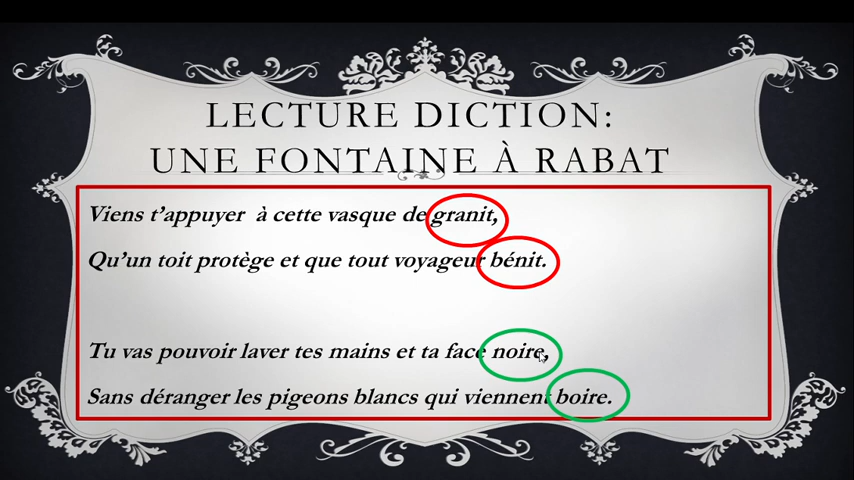 LECTURE DICTION:
UNE FONTAINE À RABAT
Viens t'appuyer à cette vasque de granit,
Qu'un toit protège et que tout voyageur bénit.
Tu vas pouvoir laver tes mains et ta face noire,
Sans déranger les pigeons blancs qui viennent boire.